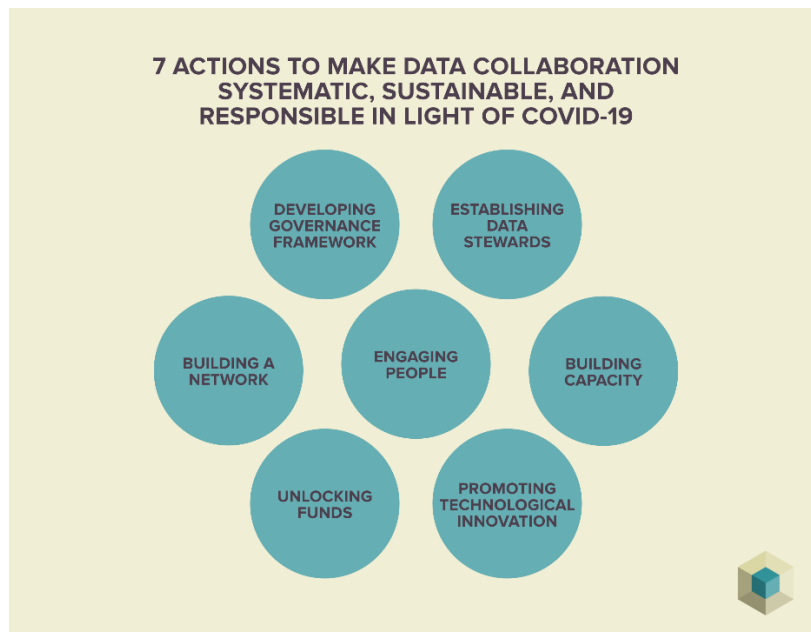 7 ACTIONS TO MAKE DATA COLLABORATION
SYSTEMATIC, SUSTAINABLE, AND
RESPONSIBLE IN LIGHT OF COVID-19
DEVELOPING
GOVERNANCE
FRAMEWORK
ESTABLISHING
DATA
STEWARDS
BUILDING A
NETWORK
ENGAGING
PEOPLE
BUILDING
CAPACITY
UNLOCKING
FUNDS
PROMOTING
TECHNOLOGICAL
INNOVATION